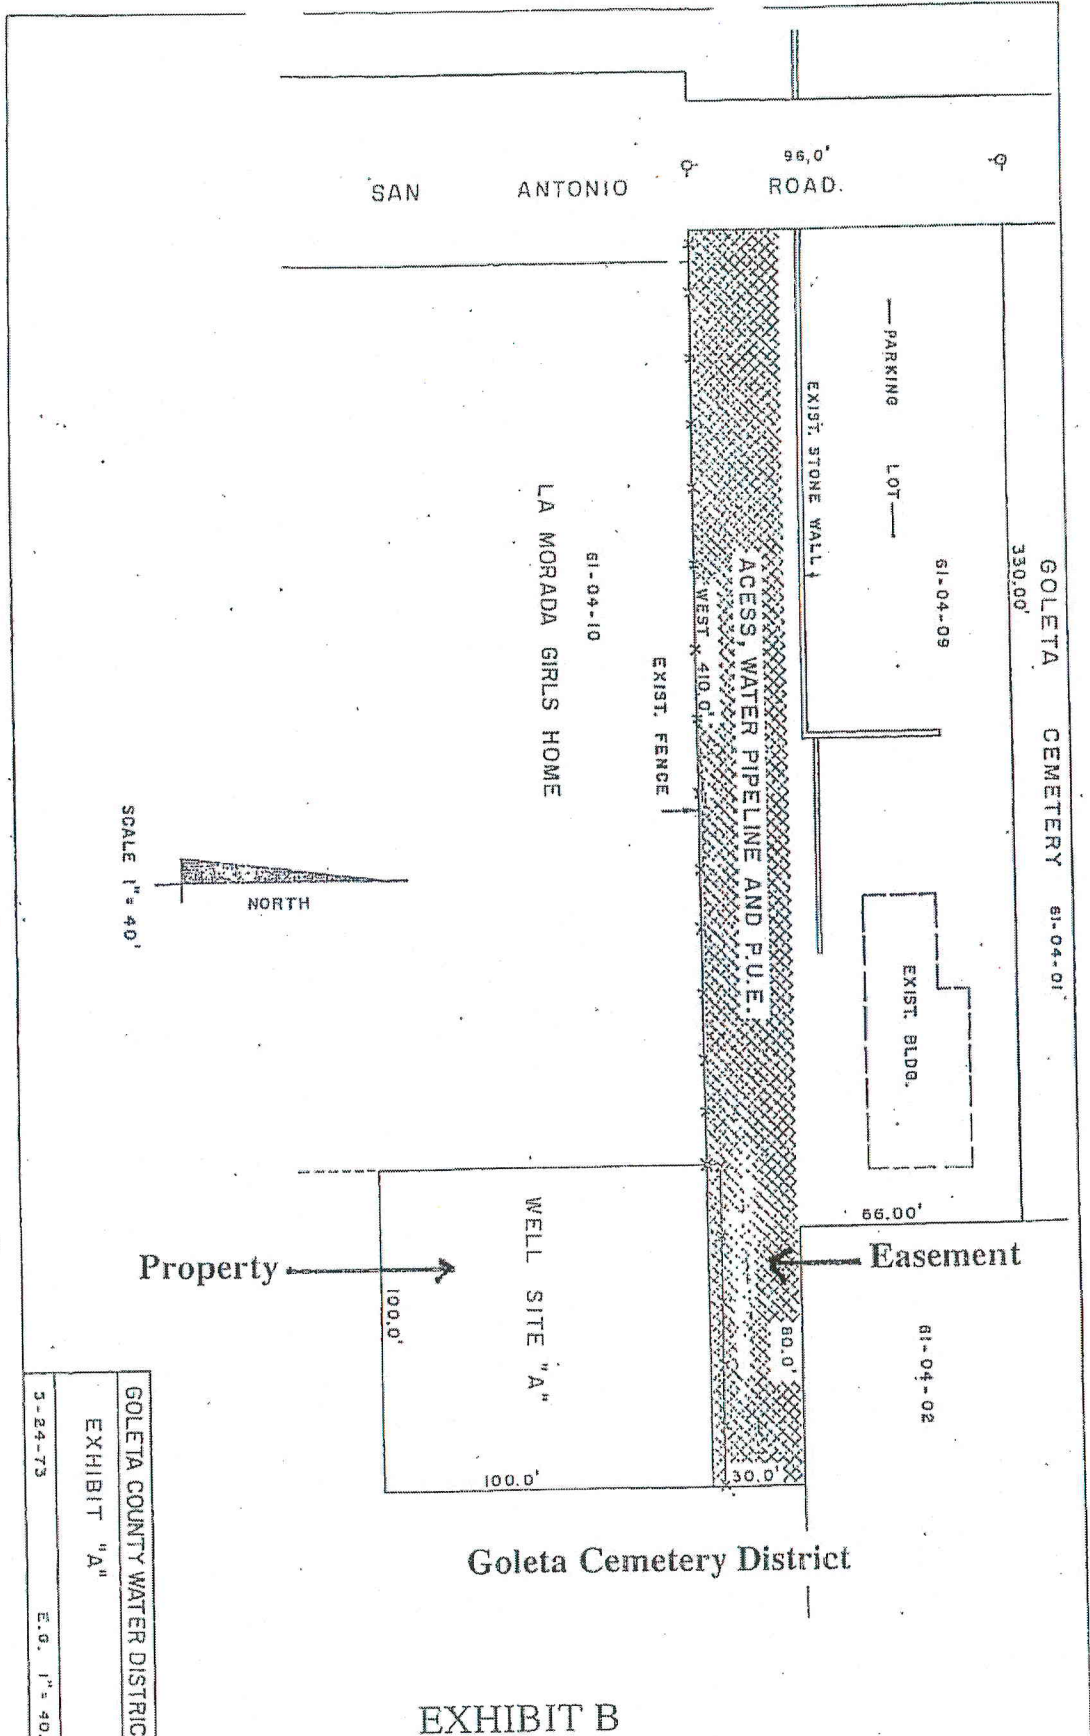 96,0'
SAN ANTONIO ROAD.
—PARKING LOT—
EXIST. STONE WALL
330.00'
GOLETA CEMETERY 61-04-01
61-04-09
ACESS, WATER PIPELINE AND P.U.E.
WEST 410.0'
EXIST. FENCE
61-04-10
LA MORADA GIRLS HOME
EXIST. BLDG.
NORTH
SCALE 1" = 40'
66.00'
Easement
Property
WELL SITE "A"
100.0'
80.0'
61-04-02
100.0'
30.0'
Goleta Cemetery District
GOLETA COUNTY WATER DISTRIC
EXHIBIT "A"
5-24-73 E.G. 1" = 40.
EXHIBIT B